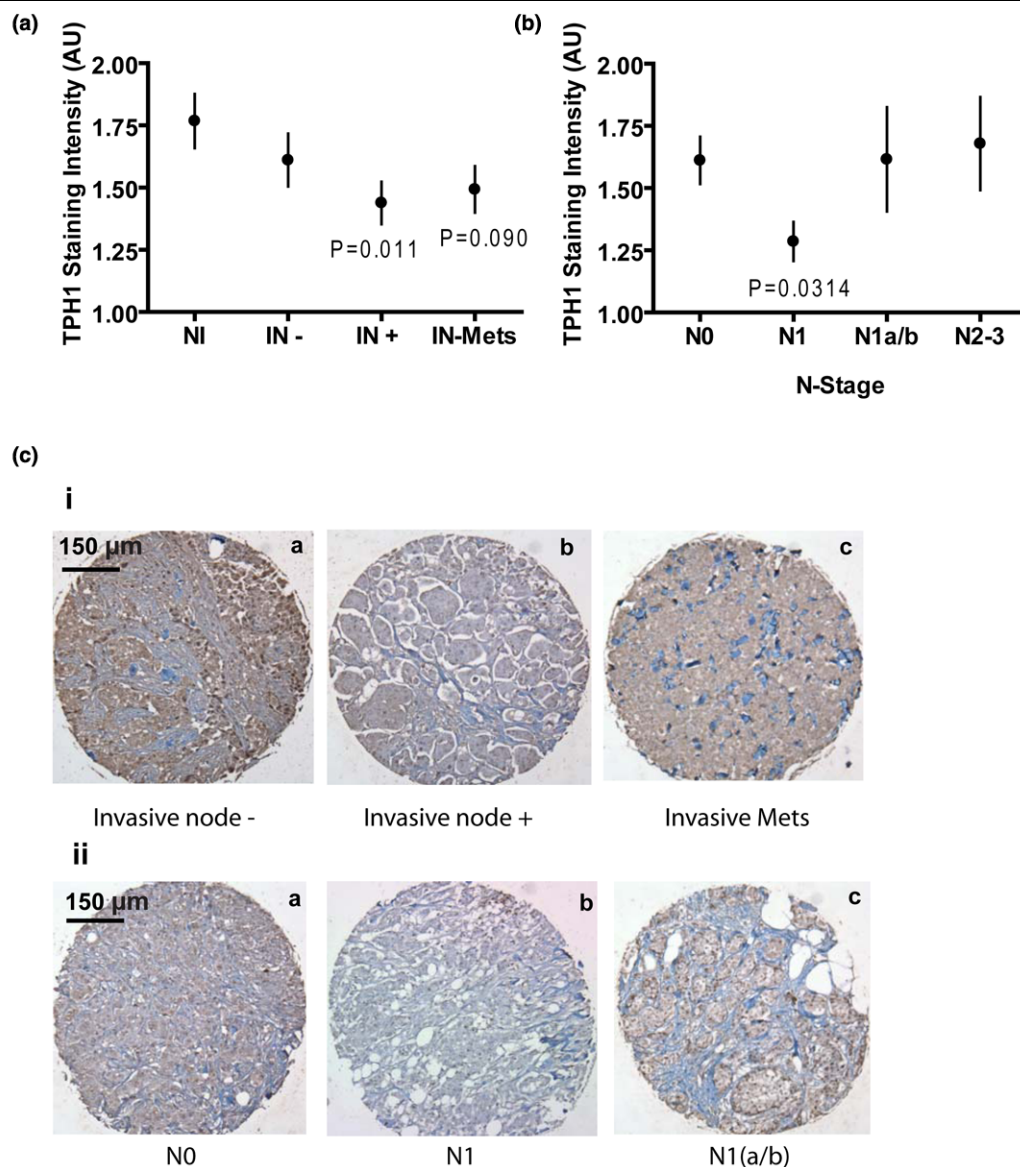 (a)
TPH1 Staining Intensity (AU)
2.00
1.75
1.50
1.25
1.00
P=0.011
P=0.090
NI
IN -
IN +
IN-Mets
(b)
TPH1 Staining Intensity (AU)
2.00
1.75
1.50
1.25
1.00
P=0.0314
N0
N1
N1a/b
N2-3
N-Stage
(c)
i
150 µm
a
b
c
Invasive node -
Invasive node +
Invasive Mets
ii
150 µm
a
b
c
N0
N1
N1(a/b)